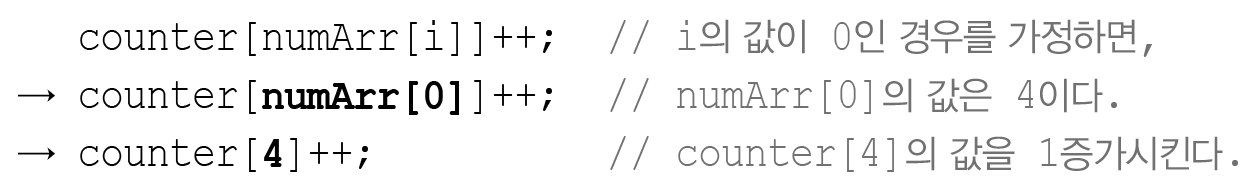 counter[numArr[i]]++; // i의 값이 0인 경우를 가정하면,
→ counter[numArr[0]]++; // numArr[0]의 값은 4이다.
→ counter[4]++; // counter[4]의 값을 1증가시킨다.